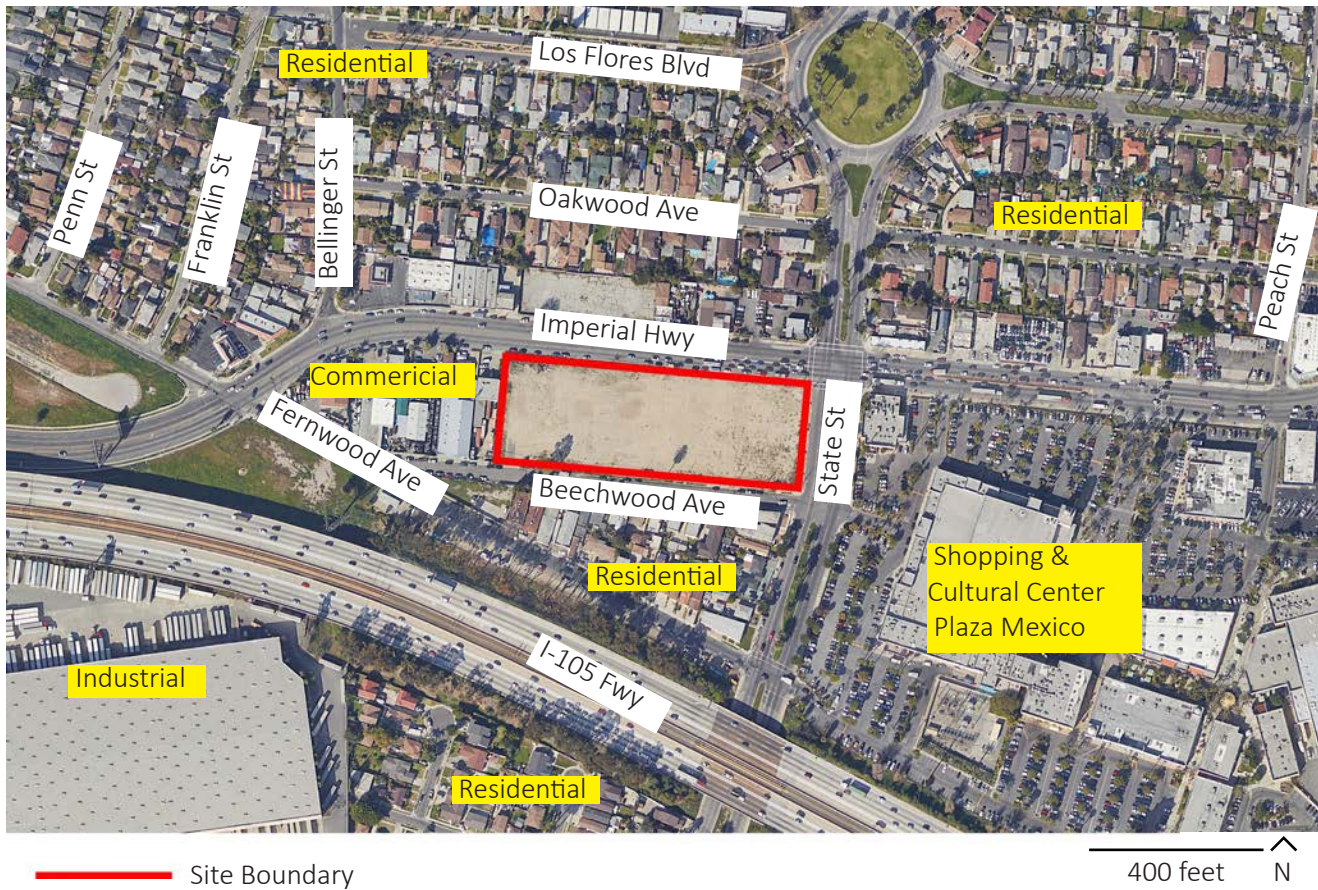 Los Flores Blvd
Residential
Penn St
Franklin St
Bellinger St
Oakwood Ave
Residential
Peach St
Imperial Hwy
Commericial
Fernwood Ave
State St
Beechwood Ave
Residential
Shopping &
Cultural Center
Plaza Mexico
I-105 Fwy
Industrial
Residential
Site Boundary
400 feet
N